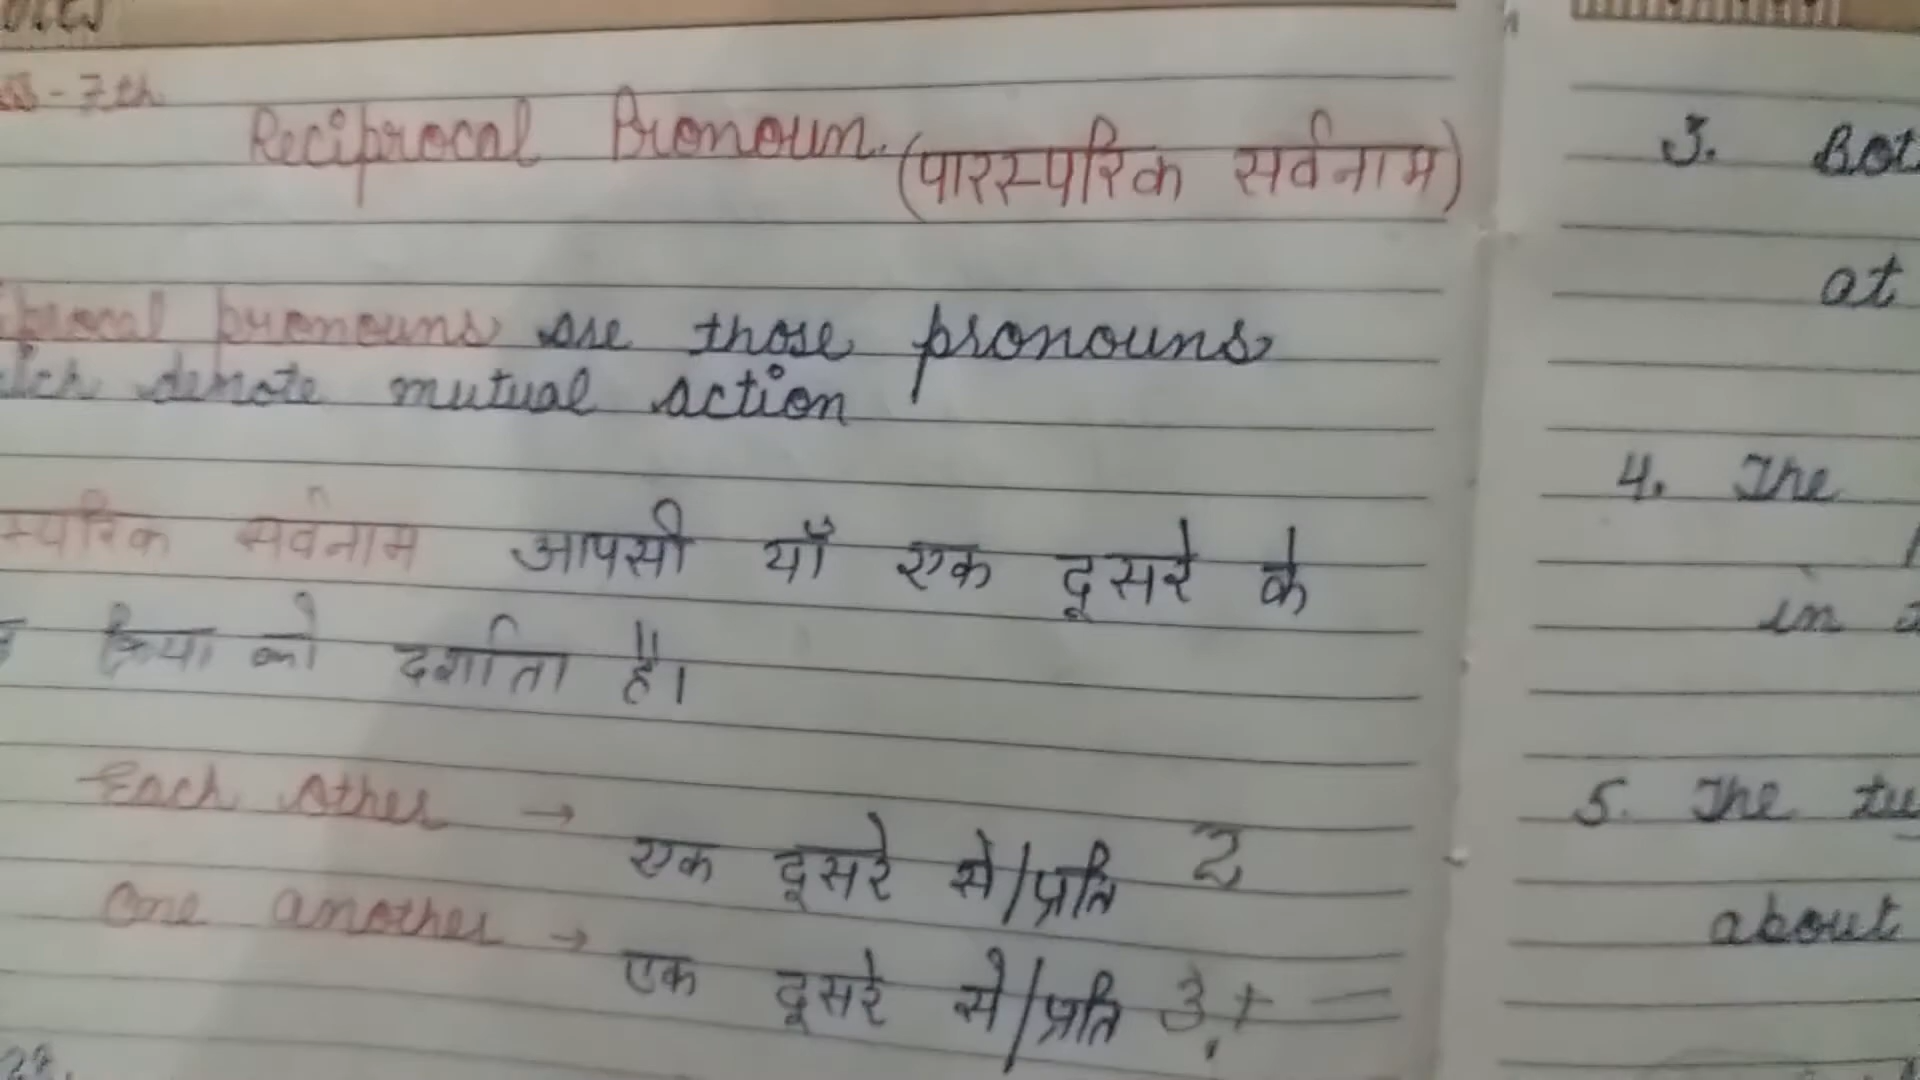 - 7th
Reciprocal Pronoun. (पारस्परिक सर्वनाम)
pronouns are those pronouns
denote mutual action
सर्वनाम आपसी याँ एक दूसरे के
क्रिया को दर्शाता है।
Each other → एक दूसरे से/प्रति 2
One another → एक दूसरे से/प्रति 3+ =
3.
at
4. The
in
5. The
about